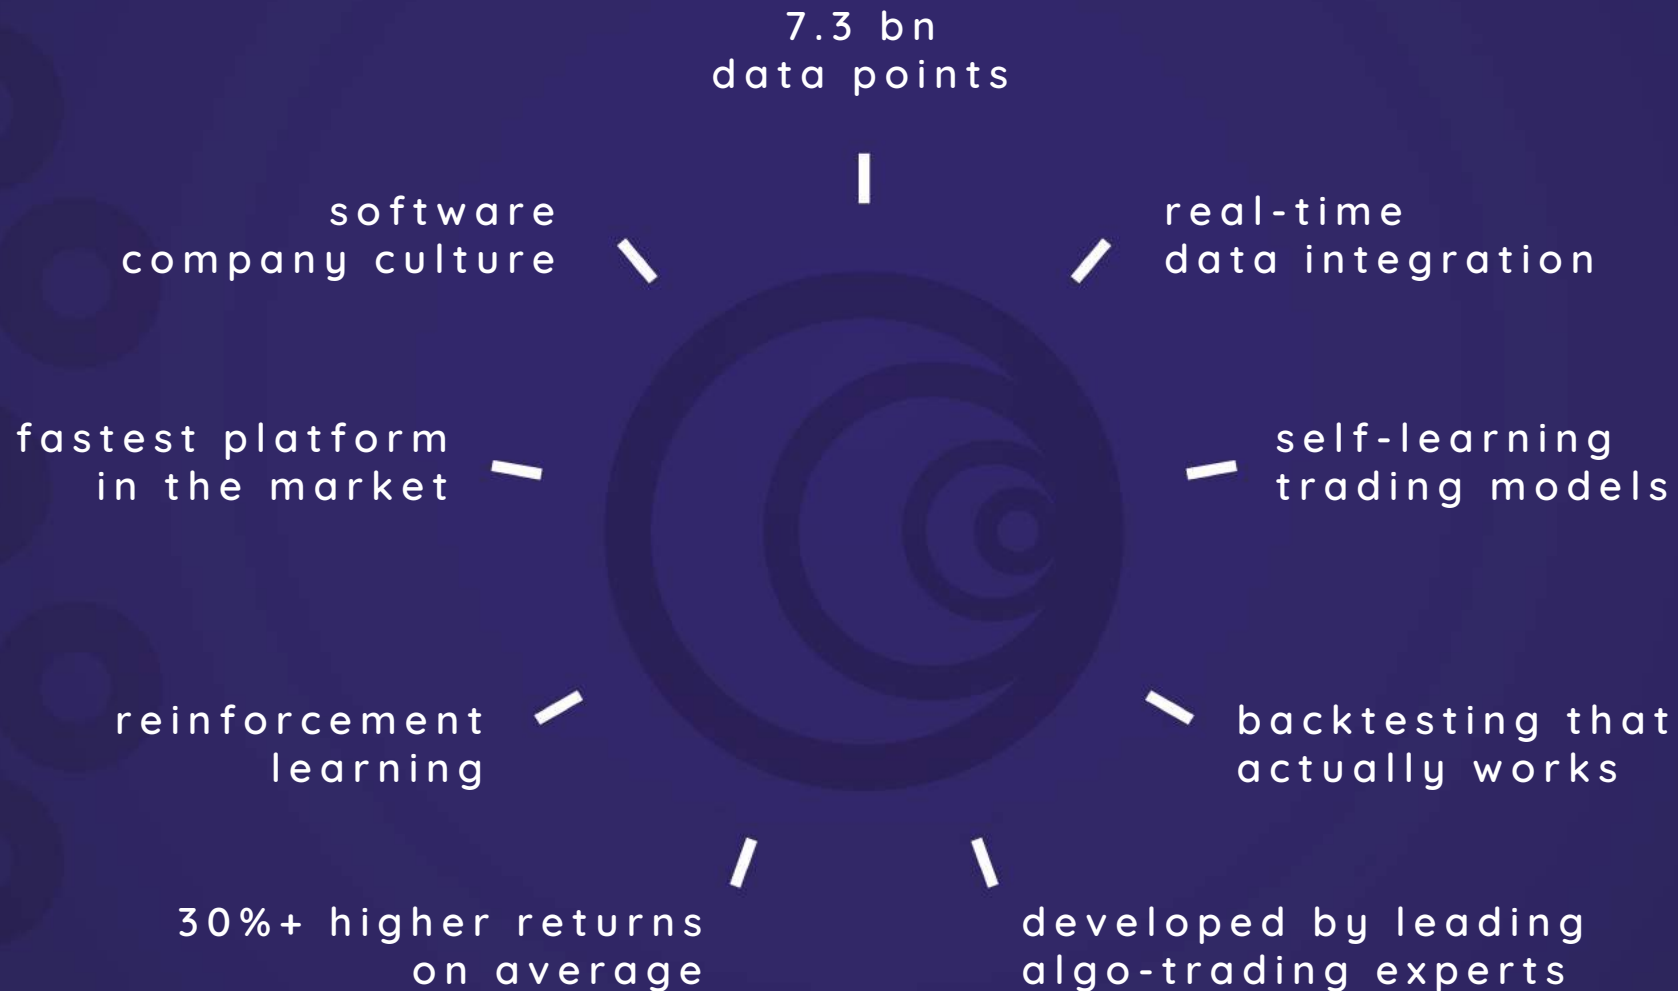 7.3 bn
data points
software
company culture
real-time
data integration
fastest platform
in the market
self-learning
trading models
reinforcement
learning
backtesting that
actually works
30%+ higher returns
on average
developed by leading
algo-trading experts